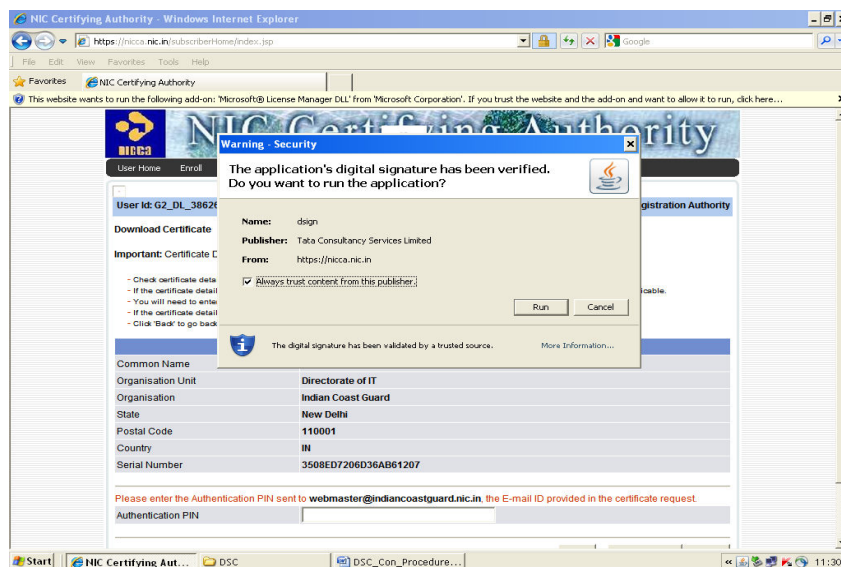 NIC Certifying Authority - Windows Internet Explorer
https://nicca.nic.in/subscriberHome/index.jsp
Google
File Edit View Favorites Tools Help
Favorites NIC Certifying Authority
This website wants to run the following add-on: 'Microsoft® License Manager DLL' from 'Microsoft Corporation'. If you trust the website and the add-on and want to allow it to run, click here...
NICCA
NIC Certifying Authority
User Home Enroll
User Id: G2_DL_3862
gistration Authority
Download Certificate
Important: Certificate D
- Check certificate deta
- If the certificate detail
icable.
- You will need to ente
- If the certificate detail
- Click 'Back' to go back
Warning - Security
The application's digital signature has been verified.
Do you want to run the application?
Name: dsign
Publisher: Tata Consultancy Services Limited
From: https://nicca.nic.in
Always trust content from this publisher.
Run Cancel
The digital signature has been validated by a trusted source. More Information...
Common Name
Organisation Unit Directorate of IT
Organisation Indian Coast Guard
State New Delhi
Postal Code 110001
Country IN
Serial Number 3508ED7206D36AB61207
Please enter the Authentication PIN sent to webmaster@indiancoastguard.nic.in, the E-mail ID provided in the certificate request.
Authentication PIN
Start NIC Certifying Aut... DSC DSC_Con_Procedure... 11:30